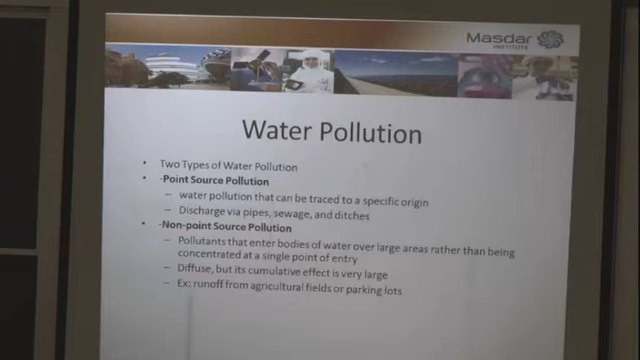 Masdar
INSTITUTE
Water Pollution
• Two Types of Water Pollution
• -Point Source Pollution
– water pollution that can be traced to a specific origin
– Discharge via pipes, sewage, and ditches
• -Non-point Source Pollution
– Pollutants that enter bodies of water over large areas rather than being
concentrated at a single point of entry
– Diffuse, but its cumulative effect is very large
– Ex: runoff from agricultural fields or parking lots